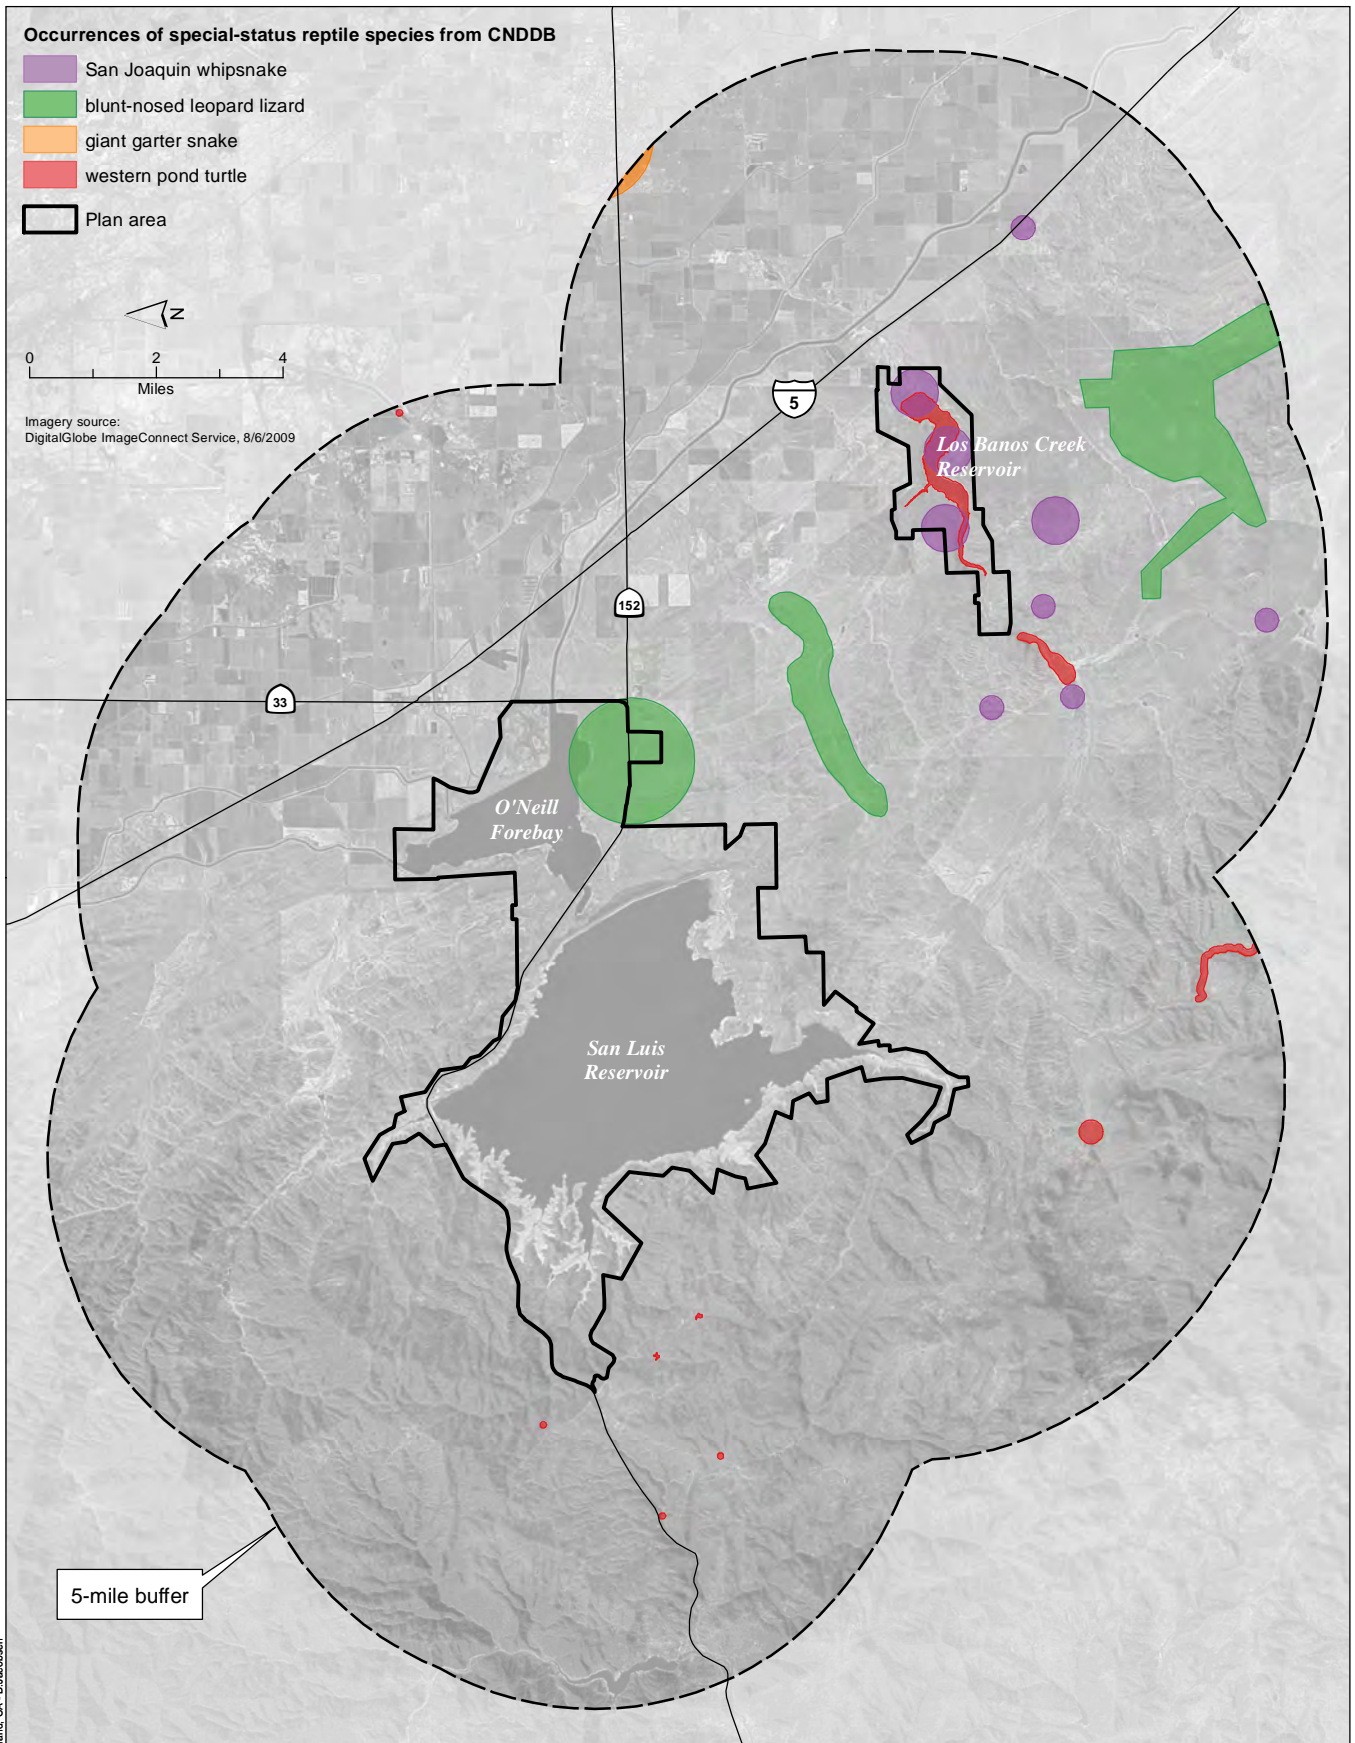 Occurrences of special-status reptile species from CNDDB
San Joaquin whipsnake
blunt-nosed leopard lizard
giant garter snake
western pond turtle
Plan area
N
0 2 4
Miles
Imagery source:
DigitalGlobe ImageConnect Service, 8/6/2009
5
Los Banos Creek
Reservoir
152
33
O'Neill
Forebay
San Luis
Reservoir
5-mile buffer